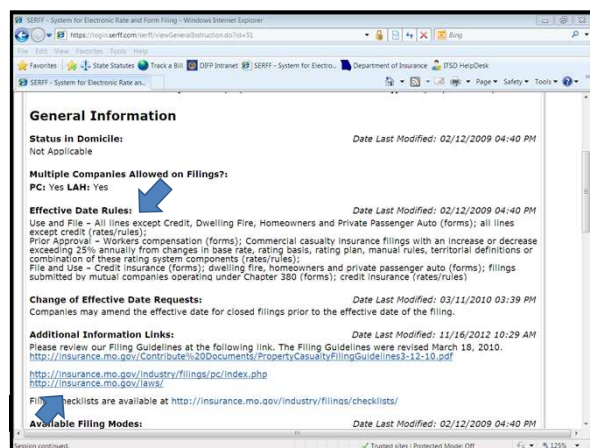 SERFF - System for Electronic Rate and Form Filing - Windows Internet Explorer
https://login.serff.com/serff/viewGeneralInstruction.do?id=51
Bing
File Edit View Favorites Tools Help
Favorites State Statutes Track a Bill DIFP Intranet SERFF - System for Electro... Department of Insurance ITSD HelpDesk
SERFF - System for Electronic Rate an... Page Safety Tools
General Information
Status in Domicile: Date Last Modified: 02/12/2009 04:40 PM
Not Applicable
Multiple Companies Allowed on Filings?:
PC: Yes LAH: Yes
Effective Date Rules: Date Last Modified: 02/12/2009 04:40 PM
Use and File – All lines except Credit, Dwelling Fire, Homeowners and Private Passenger Auto (forms); all lines
except credit (rates/rules);
Prior Approval – Workers compensation (forms); Commercial casualty insurance filings with an increase or decrease
exceeding 25% annually from changes in base rate, rating basis, rating plan, manual rules, territorial definitions or
combination of these rating system components (rates/rules);
File and Use – Credit insurance (forms); dwelling fire, homeowners and private passenger auto (forms); filings
submitted by mutual companies operating under Chapter 380 (forms); credit insurance (rates/rules)
Change of Effective Date Requests: Date Last Modified: 03/11/2010 03:39 PM
Companies may amend the effective date for closed filings prior to the effective date of the filing.
Additional Information Links: Date Last Modified: 11/16/2012 10:29 AM
Please review our Filing Guidelines at the following link. The Filing Guidelines were revised March 18, 2010.
http://insurance.mo.gov/Contribute%20Documents/PropertyCasualtyFilingGuidelines3-12-10.pdf
http://insurance.mo.gov/industry/filings/pc/index.php
http://insurance.mo.gov/laws/
checklists are available at http://insurance.mo.gov/industry/filings/checklists/
Available Filing Modes: Date Last Modified: 02/12/2009 04:40 PM
Session continued. Trusted sites | Protected Mode: Off 125%